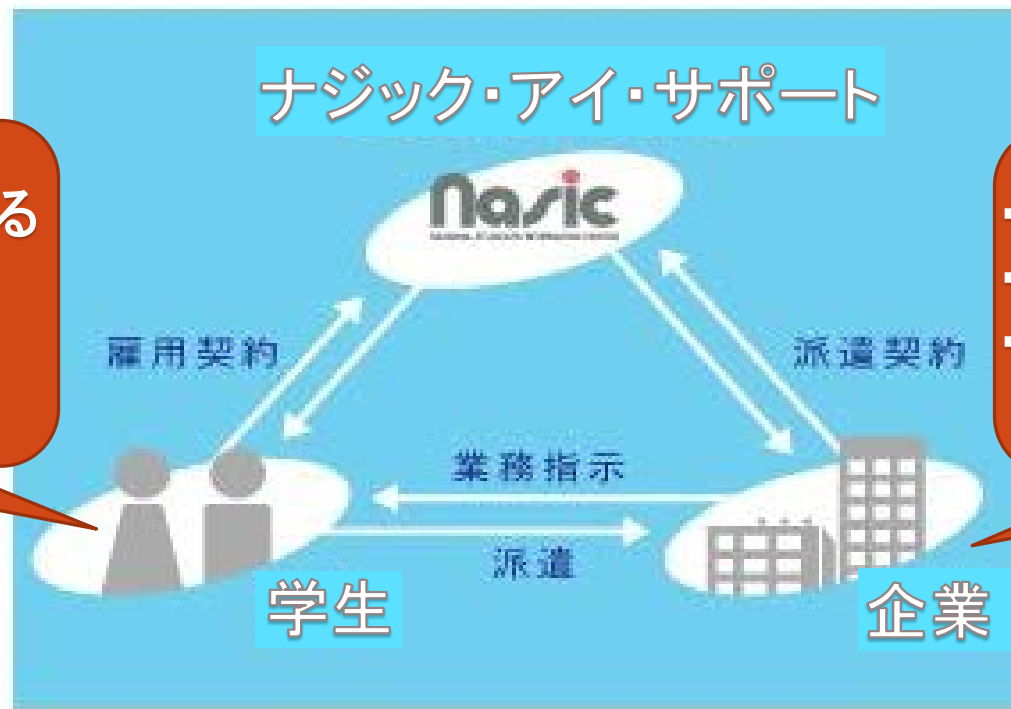 ナジック・アイ・サポート
る
Nasic
雇用契約
派遣契約
業務指示
派遣
学生
企業